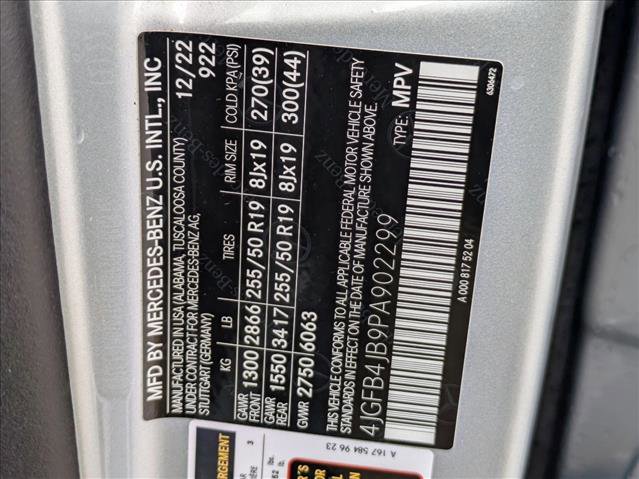 MFD BY MERCEDES-BENZ U.S. INTL., INC
MANUFACTURED IN USA (ALABAMA, TUSCALOOSA COUNTY)
UNDER CONTRACT FOR MERCEDES-BENZ AG,
STUTTGART (GERMANY)
12/22
922
KG LB TIRES RIM SIZE COLD KPA (PSI)
GAWR FRONT 1300 2866 255/50 R19 8Jx19 270(39)
GAWR REAR 1550 3417 255/50 R19 8Jx19 300(44)
GVWR 2750 6063
THIS VEHICLE CONFORMS TO ALL APPLICABLE FEDERAL MOTOR VEHICLE SAFETY
STANDARDS IN EFFECT ON THE DATE OF MANUFACTURE SHOWN ABOVE.
4JGFB4JB9PA902299 TYPE: MPV
A 000 817 52 04
6306472
A 167 584 96 23